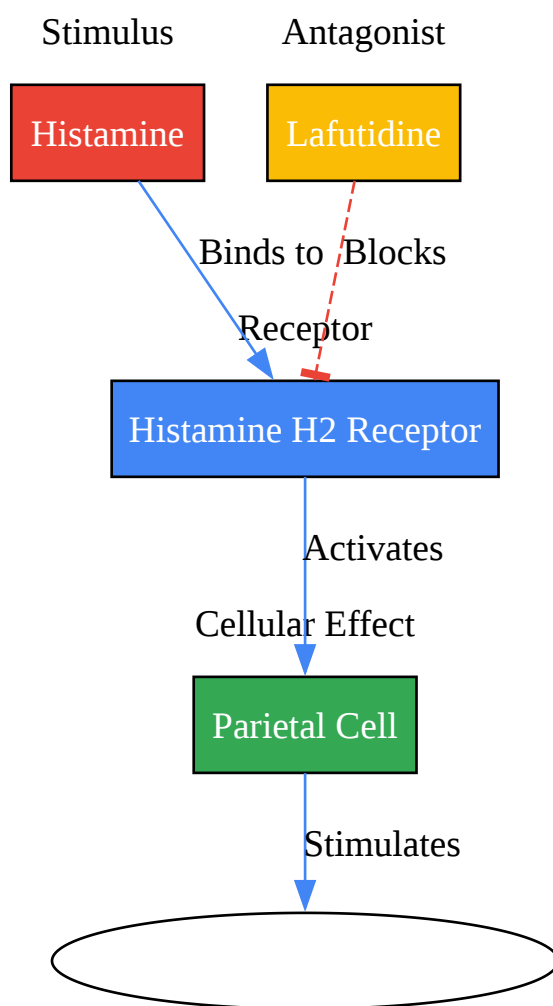 Stimulus
Antagonist
Histamine
Lafutidine
Binds to
Blocks
Receptor
Histamine H2 Receptor
Activates
Cellular Effect
Parietal Cell
Stimulates